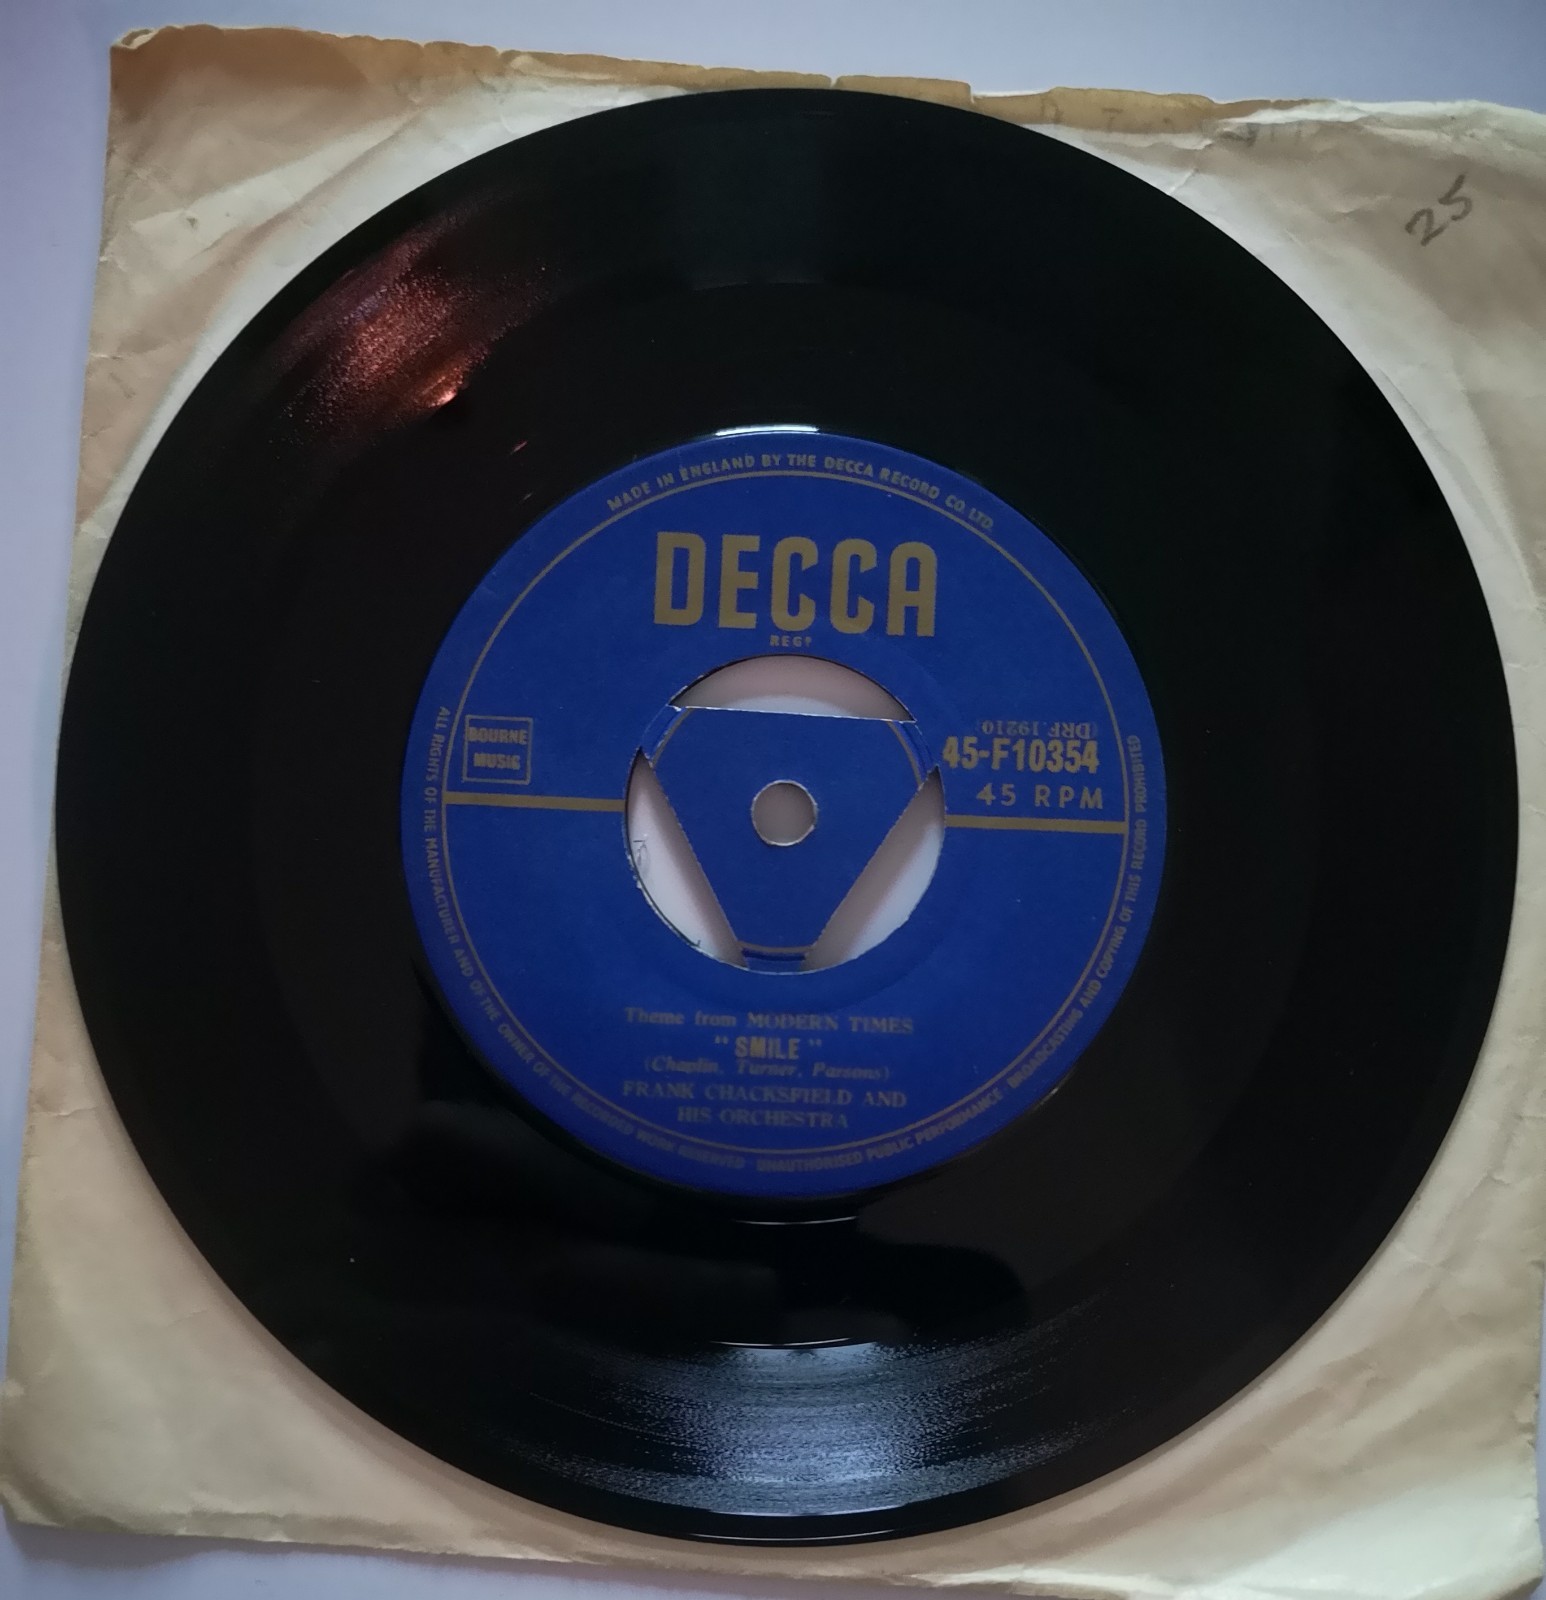 25
MADE IN ENGLAND BY THE DECCA RECORD CO LTD.
DECCA
REGD
BOURNE
MUSIC
(DRF.19210)
45-F10354
45 RPM
Theme from MODERN TIMES
"SMILE"
(Chaplin, Turner, Parsons)
FRANK CHACKSFIELD AND
HIS ORCHESTRA
ALL RIGHTS OF THE MANUFACTURER AND OF THE OWNER OF THE RECORDED WORK RESERVED · UNAUTHORISED PUBLIC PERFORMANCE · BROADCASTING AND COPYING OF THIS RECORD PROHIBITED